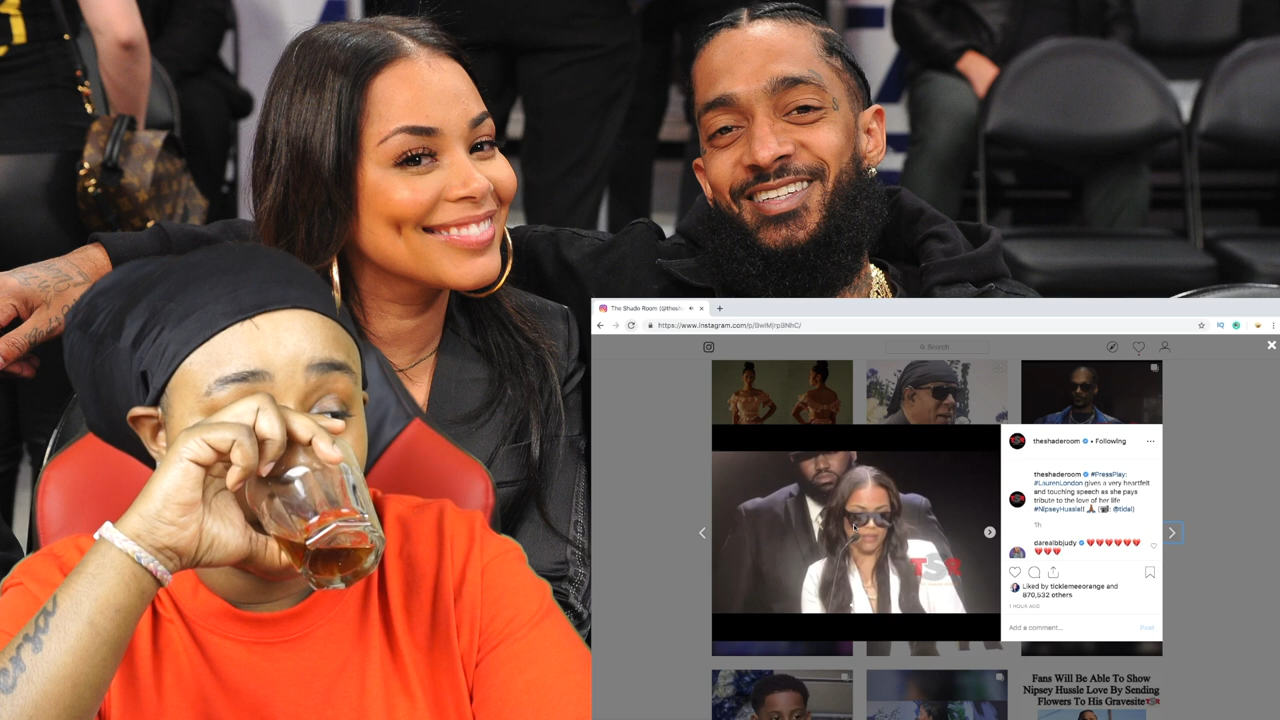 The Shade Room (@thesh
https://www.instagram.com/p/BwIMjrpBNhC/
Search
theshaderoom • Following
theshaderoom #PressPlay:
#LaurenLondon gives a very heartfelt
and touching speech as she pays
tribute to the love of her life
#NipseyHussle!! 🙏🏾 (📷: @tidal)
1h
darealbbjudy 💔💔💔💔💔💔
💔💔💔
Liked by ticklemeeorange and
870,532 others
1 HOUR AGO
Add a comment...
Post
TSR
Fans Will Be Able To Show
Nipsey Hussle Love By Sending
Flowers To His Gravesite
TSR